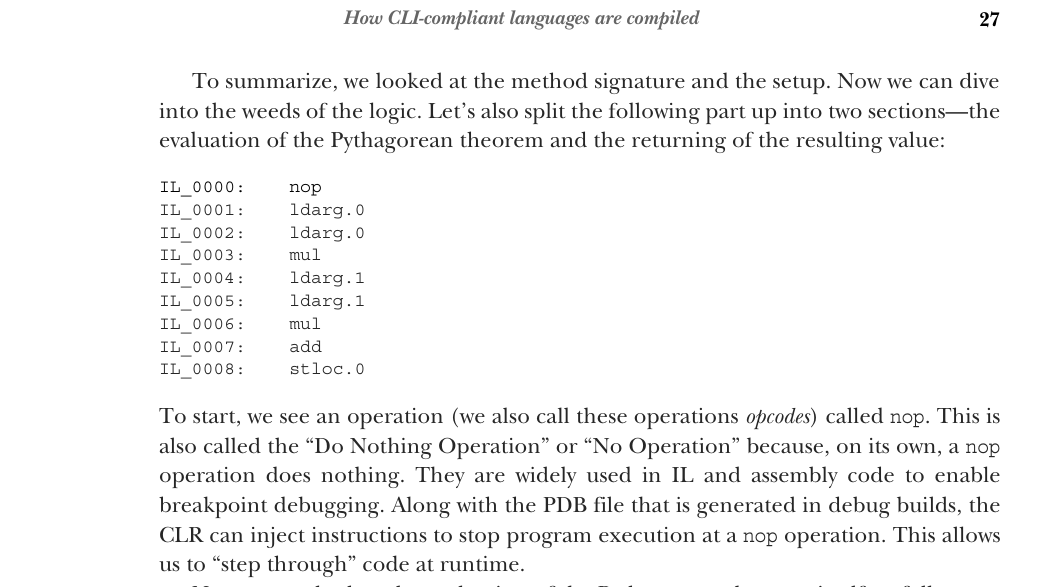 How CLI-compliant languages are compiled 27
To summarize, we looked at the method signature and the setup. Now we can dive
into the weeds of the logic. Let’s also split the following part up into two sections—the
evaluation of the Pythagorean theorem and the returning of the resulting value:
IL_0000: nop
IL_0001: ldarg.0
IL_0002: ldarg.0
IL_0003: mul
IL_0004: ldarg.1
IL_0005: ldarg.1
IL_0006: mul
IL_0007: add
IL_0008: stloc.0
To start, we see an operation (we also call these operations opcodes) called nop. This is
also called the “Do Nothing Operation” or “No Operation” because, on its own, a nop
operation does nothing. They are widely used in IL and assembly code to enable
breakpoint debugging. Along with the PDB file that is generated in debug builds, the
CLR can inject instructions to stop program execution at a nop operation. This allows
us to “step through” code at runtime.